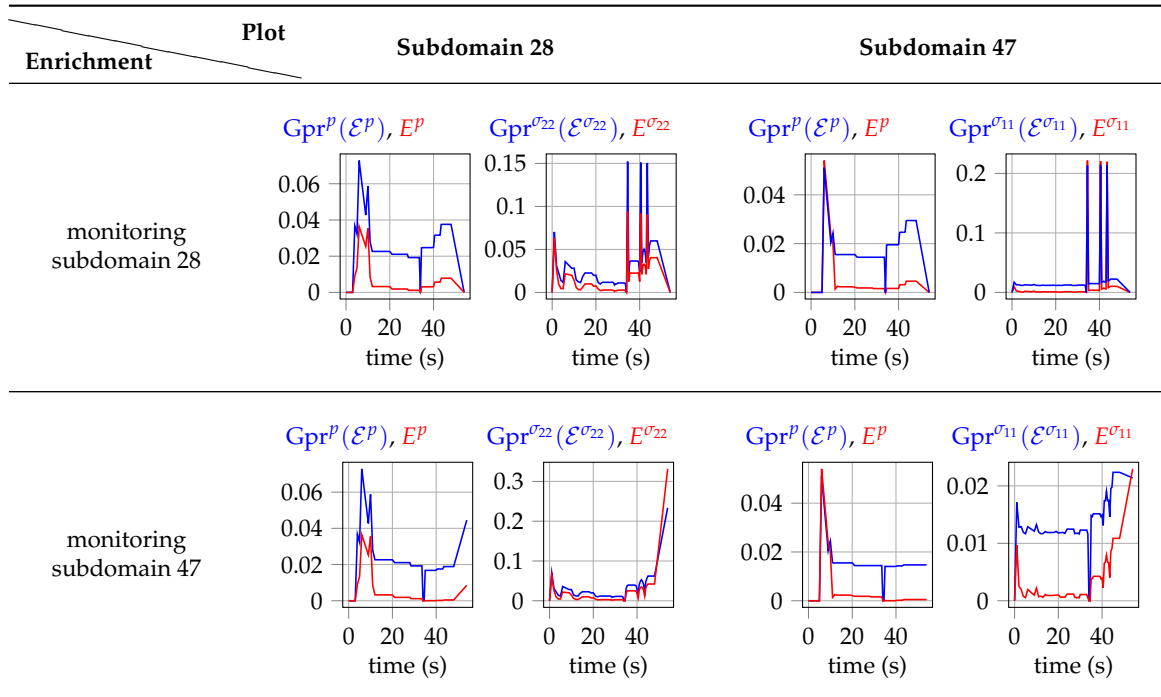 Plot
Enrichment
Subdomain 28
Subdomain 47
monitoring
subdomain 28
Gpr^p(ℰ^p), E^p
0.06
0.04
0.02
0
0 20 40
time (s)
Gpr^σ22(ℰ^σ22), E^σ22
0.15
0.1
0.05
0
0 20 40
time (s)
Gpr^p(ℰ^p), E^p
0.04
0.02
0
0 20 40
time (s)
Gpr^σ11(ℰ^σ11), E^σ11
0.2
0.1
0
0 20 40
time (s)
monitoring
subdomain 47
Gpr^p(ℰ^p), E^p
0.06
0.04
0.02
0
0 20 40
time (s)
Gpr^σ22(ℰ^σ22), E^σ22
0.3
0.2
0.1
0
0 20 40
time (s)
Gpr^p(ℰ^p), E^p
0.04
0.02
0
0 20 40
time (s)
Gpr^σ11(ℰ^σ11), E^σ11
0.02
0.01
0
0 20 40
time (s)